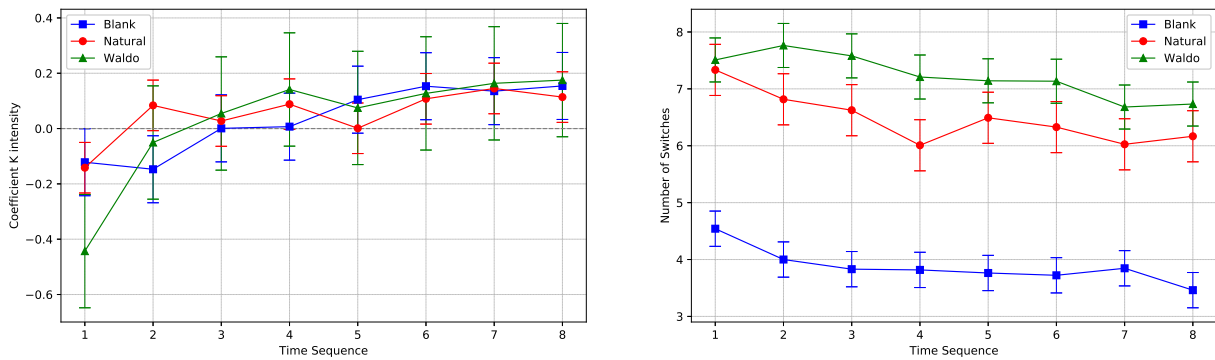 Blank
Natural
Waldo
Coefficient K intensity
0.4
0.2
0.0
−0.2
−0.4
−0.6
1 2 3 4 5 6 7 8
Time Sequence
Blank
Natural
Waldo
Number of Switches
8
7
6
5
4
3
1 2 3 4 5 6 7 8
Time Sequence